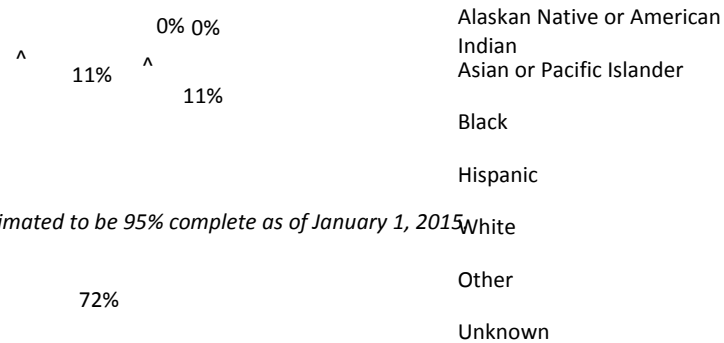 0% 0%
^
11%
^
11%
Alaskan Native or American
Indian
Asian or Pacific Islander
Black
Hispanic
imated to be 95% complete as of January 1, 2015.
White
Other
72%
Unknown